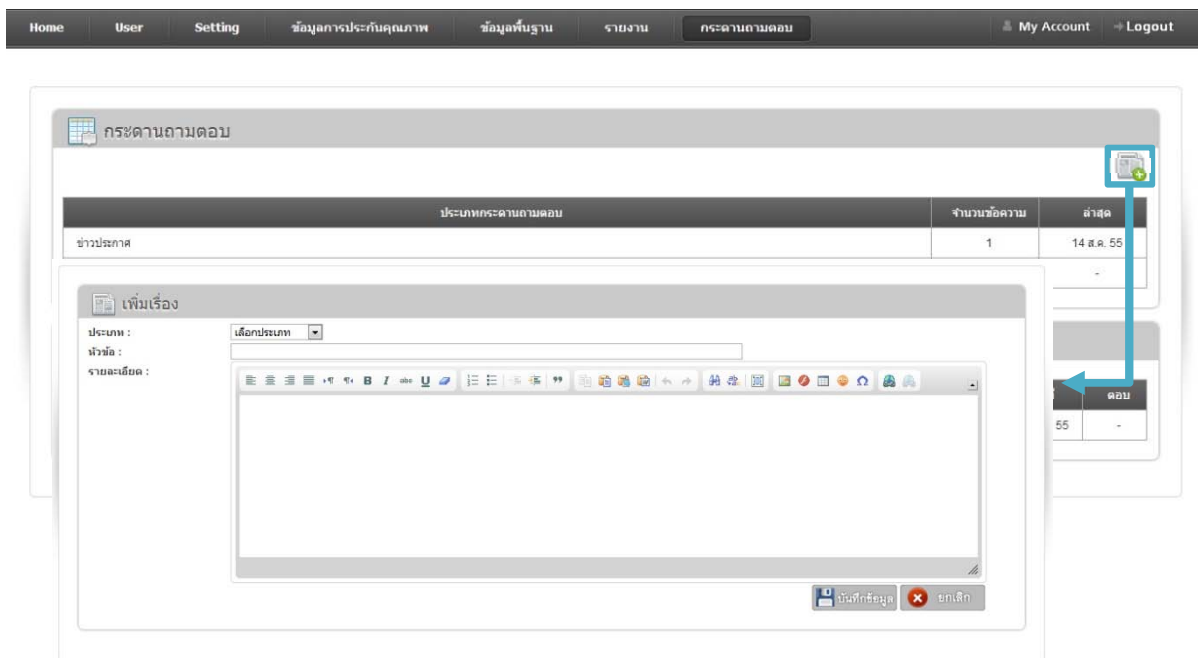 Home User Setting ข้อมูลการประกันคุณภาพ ข้อมูลพื้นฐาน รายงาน กระดานถามตอบ My Account Logout
กระดานถามตอบ
ประเภทกระดานถามตอบ จำนวนข้อความ ล่าสุด
ข่าวประกาศ 1 14 ส.ค. 55
-
เพิ่มเรื่อง
ประเภท : เลือกประเภท
หัวข้อ :
รายละเอียด :
ตอบ
55 -
บันทึกข้อมูล ยกเลิก